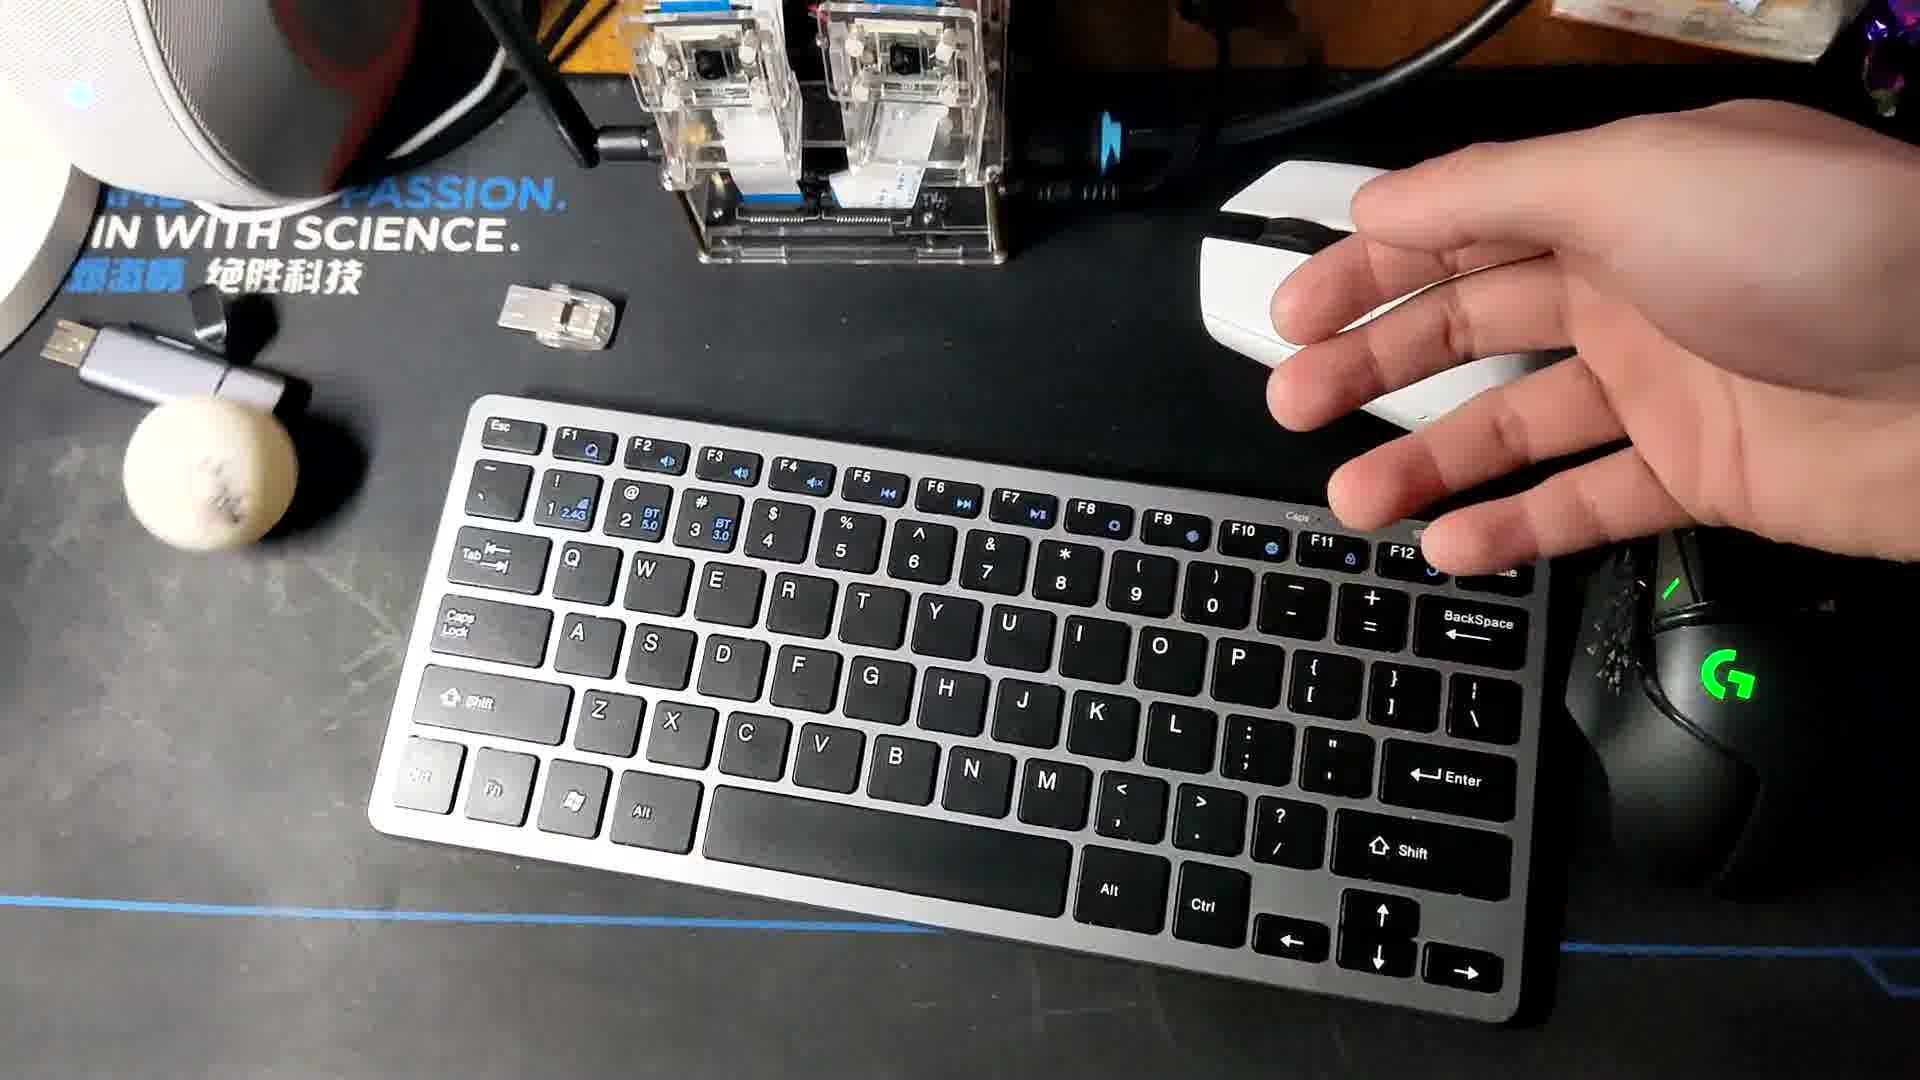 PASSION.
IN WITH SCIENCE.
绝胜科技
Esc F1 F2 F3 F4 F5 F6 F7 F8 F9 F10 F11 F12
Caps
~ ` ! 1 2.4G @ 2 BT 5.0 # 3 BT 3.0 $ 4 % 5 ^ 6 & 7 * 8 ( 9 ) 0 - + = BackSpace
Tab Q W E R T Y U I O P { [ } ] \
Caps Lock A S D F G H J K L : ; " ' Enter
Shift Z X C V B N M < , > . ? / Shift
Fn Alt Alt Ctrl
G